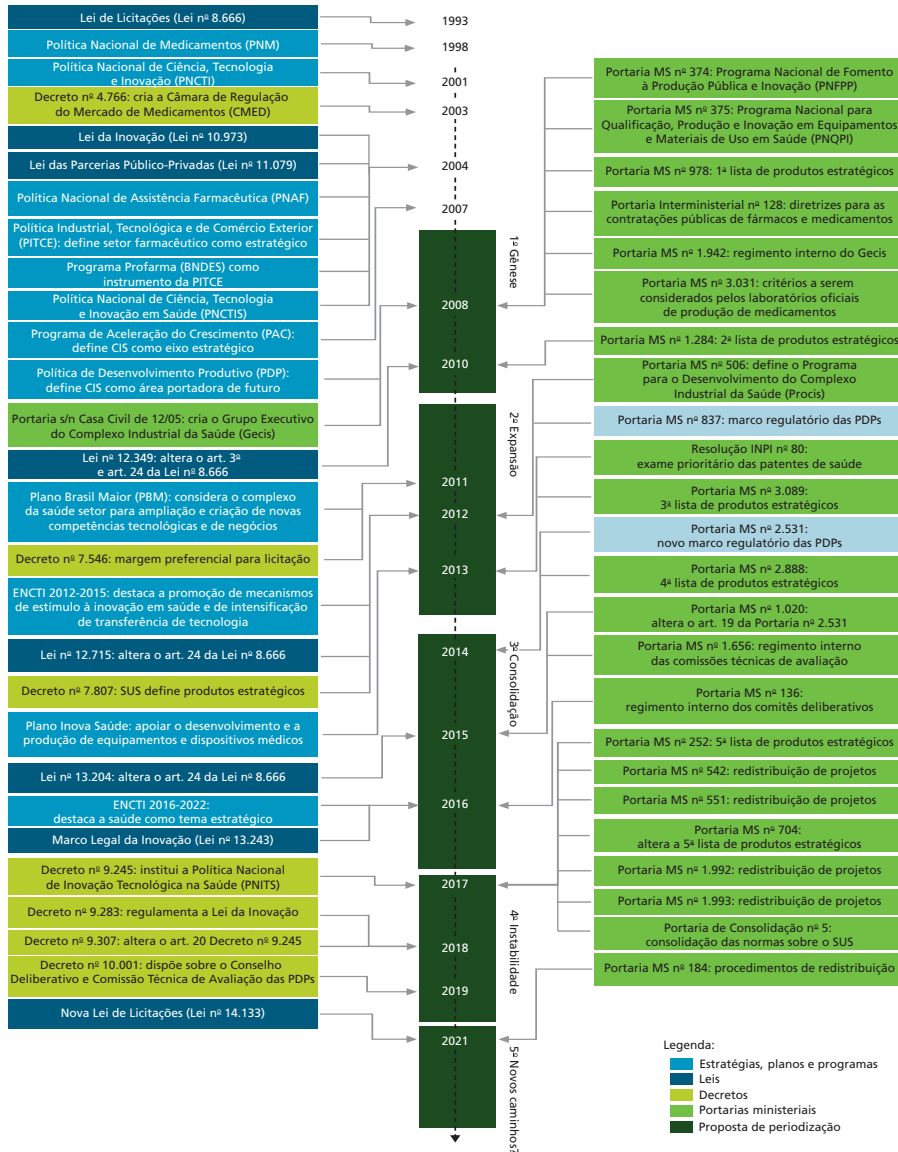 Lei de Licitações (Lei nº 8.666)
Política Nacional de Medicamentos (PNM)
Política Nacional de Ciência, Tecnologia
e Inovação (PNCTI)
Decreto nº 4.766: cria a Câmara de Regulação
do Mercado de Medicamentos (CMED)
Lei da Inovação (Lei nº 10.973)
Lei das Parcerias Público-Privadas (Lei nº 11.079)
Política Nacional de Assistência Farmacêutica (PNAF)
Política Industrial, Tecnológica e de Comércio Exterior
(PITCE): define setor farmacêutico como estratégico
Programa Profarma (BNDES) como
instrumento da PITCE
Política Nacional de Ciência, Tecnologia
e Inovação em Saúde (PNCTIS)
Programa de Aceleração do Crescimento (PAC):
define CIS como eixo estratégico
Política de Desenvolvimento Produtivo (PDP):
define CIS como área portadora de futuro
Portaria s/n Casa Civil de 12/05: cria o Grupo Executivo
do Complexo Industrial da Saúde (Gecis)
Lei nº 12.349: altera o art. 3º
e art. 24 da Lei nº 8.666
Plano Brasil Maior (PBM): considera o complexo
da saúde setor para ampliação e criação de novas
competências tecnológicas e de negócios
Decreto nº 7.546: margem preferencial para licitação
ENCTI 2012-2015: destaca a promoção de mecanismos
de estímulo à inovação em saúde e de intensificação
de transferência de tecnologia
Lei nº 12.715: altera o art. 24 da Lei nº 8.666
Decreto nº 7.807: SUS define produtos estratégicos
Plano Inova Saúde: apoiar o desenvolvimento e a
produção de equipamentos e dispositivos médicos
Lei nº 13.204: altera o art. 24 da Lei nº 8.666
ENCTI 2016-2022:
destaca a saúde como tema estratégico
Marco Legal da Inovação (Lei nº 13.243)
Decreto nº 9.245: institui a Política Nacional
de Inovação Tecnológica na Saúde (PNITS)
Decreto nº 9.283: regulamenta a Lei da Inovação
Decreto nº 9.307: altera o art. 20 Decreto nº 9.245
Decreto nº 10.001: dispõe sobre o Conselho
Deliberativo e Comissão Técnica de Avaliação das PDPs
Nova Lei de Licitações (Lei nº 14.133)
1993
1998
2001
2003
2004
2007
2008
2010
2011
2012
2013
2014
2015
2016
2017
2018
2019
2021
1º Gênese
2º Expansão
3º Consolidação
4º Instabilidade
5º Novos caminhos?
Portaria MS nº 374: Programa Nacional de Fomento
à Produção Pública e Inovação (PNFPP)
Portaria MS nº 375: Programa Nacional para
Qualificação, Produção e Inovação em Equipamentos
e Materiais de Uso em Saúde (PNQPI)
Portaria MS nº 978: 1ª lista de produtos estratégicos
Portaria Interministerial nº 128: diretrizes para as
contratações públicas de fármacos e medicamentos
Portaria MS nº 1.942: regimento interno do Gecis
Portaria MS nº 3.031: critérios a serem
considerados pelos laboratórios oficiais
de produção de medicamentos
Portaria MS nº 1.284: 2ª lista de produtos estratégicos
Portaria MS nº 506: define o Programa
para o Desenvolvimento do Complexo
Industrial da Saúde (Procis)
Portaria MS nº 837: marco regulatório das PDPs
Resolução INPI nº 80:
exame prioritário das patentes de saúde
Portaria MS nº 3.089:
3ª lista de produtos estratégicos
Portaria MS nº 2.531:
novo marco regulatório das PDPs
Portaria MS nº 2.888:
4ª lista de produtos estratégicos
Portaria MS nº 1.020:
altera o art. 19 da Portaria nº 2.531
Portaria MS nº 1.656: regimento interno
das comissões técnicas de avaliação
Portaria MS nº 136:
regimento interno dos comitês deliberativos
Portaria MS nº 252: 5ª lista de produtos estratégicos
Portaria MS nº 542: redistribuição de projetos
Portaria MS nº 551: redistribuição de projetos
Portaria MS nº 704:
altera a 5ª lista de produtos estratégicos
Portaria MS nº 1.992: redistribuição de projetos
Portaria MS nº 1.993: redistribuição de projetos
Portaria de Consolidação nº 5:
consolidação das normas sobre o SUS
Portaria MS nº 184: procedimentos de redistribuição
Legenda:
Estratégias, planos e programas
Leis
Decretos
Portarias ministeriais
Proposta de periodização